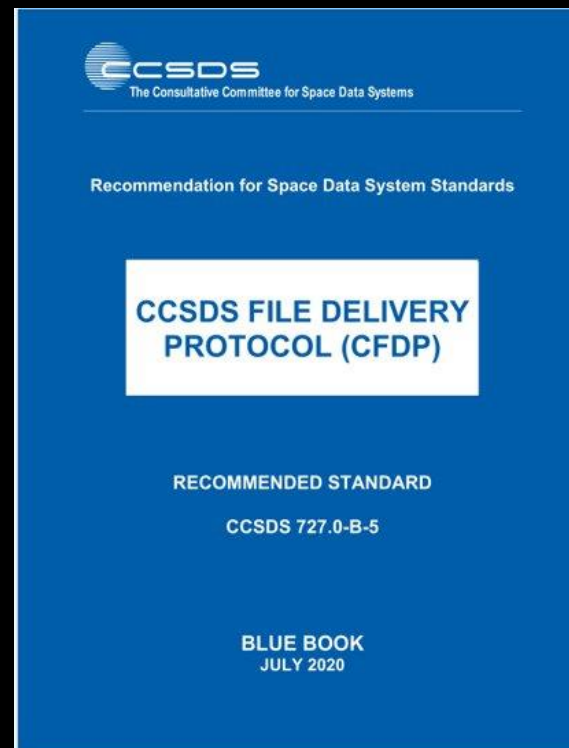 CCSDS
The Consultative Committee for Space Data Systems
Recommendation for Space Data System Standards
CCSDS FILE DELIVERY
PROTOCOL (CFDP)
RECOMMENDED STANDARD
CCSDS 727.0-B-5
BLUE BOOK
JULY 2020